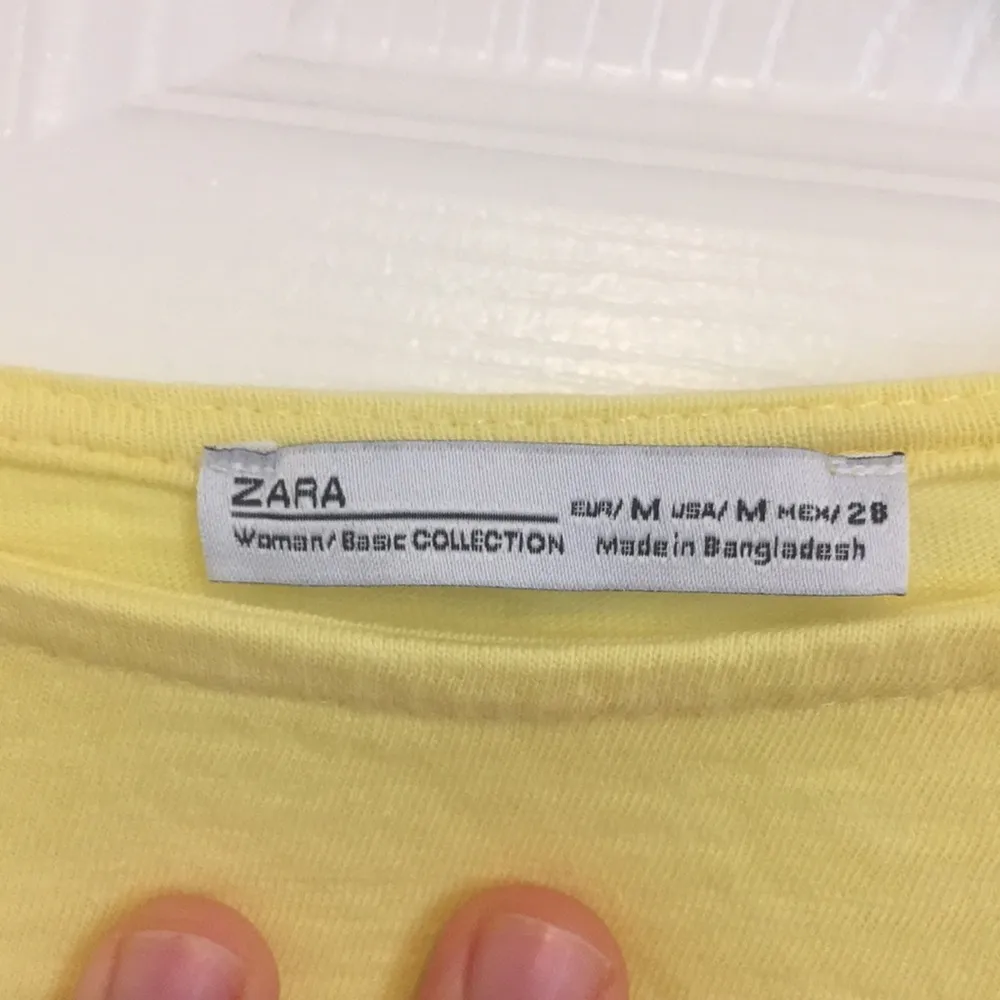 ZARA
Woman/Basic COLLECTION
EUR/M USA/M MEX/28
Made in Bangladesh